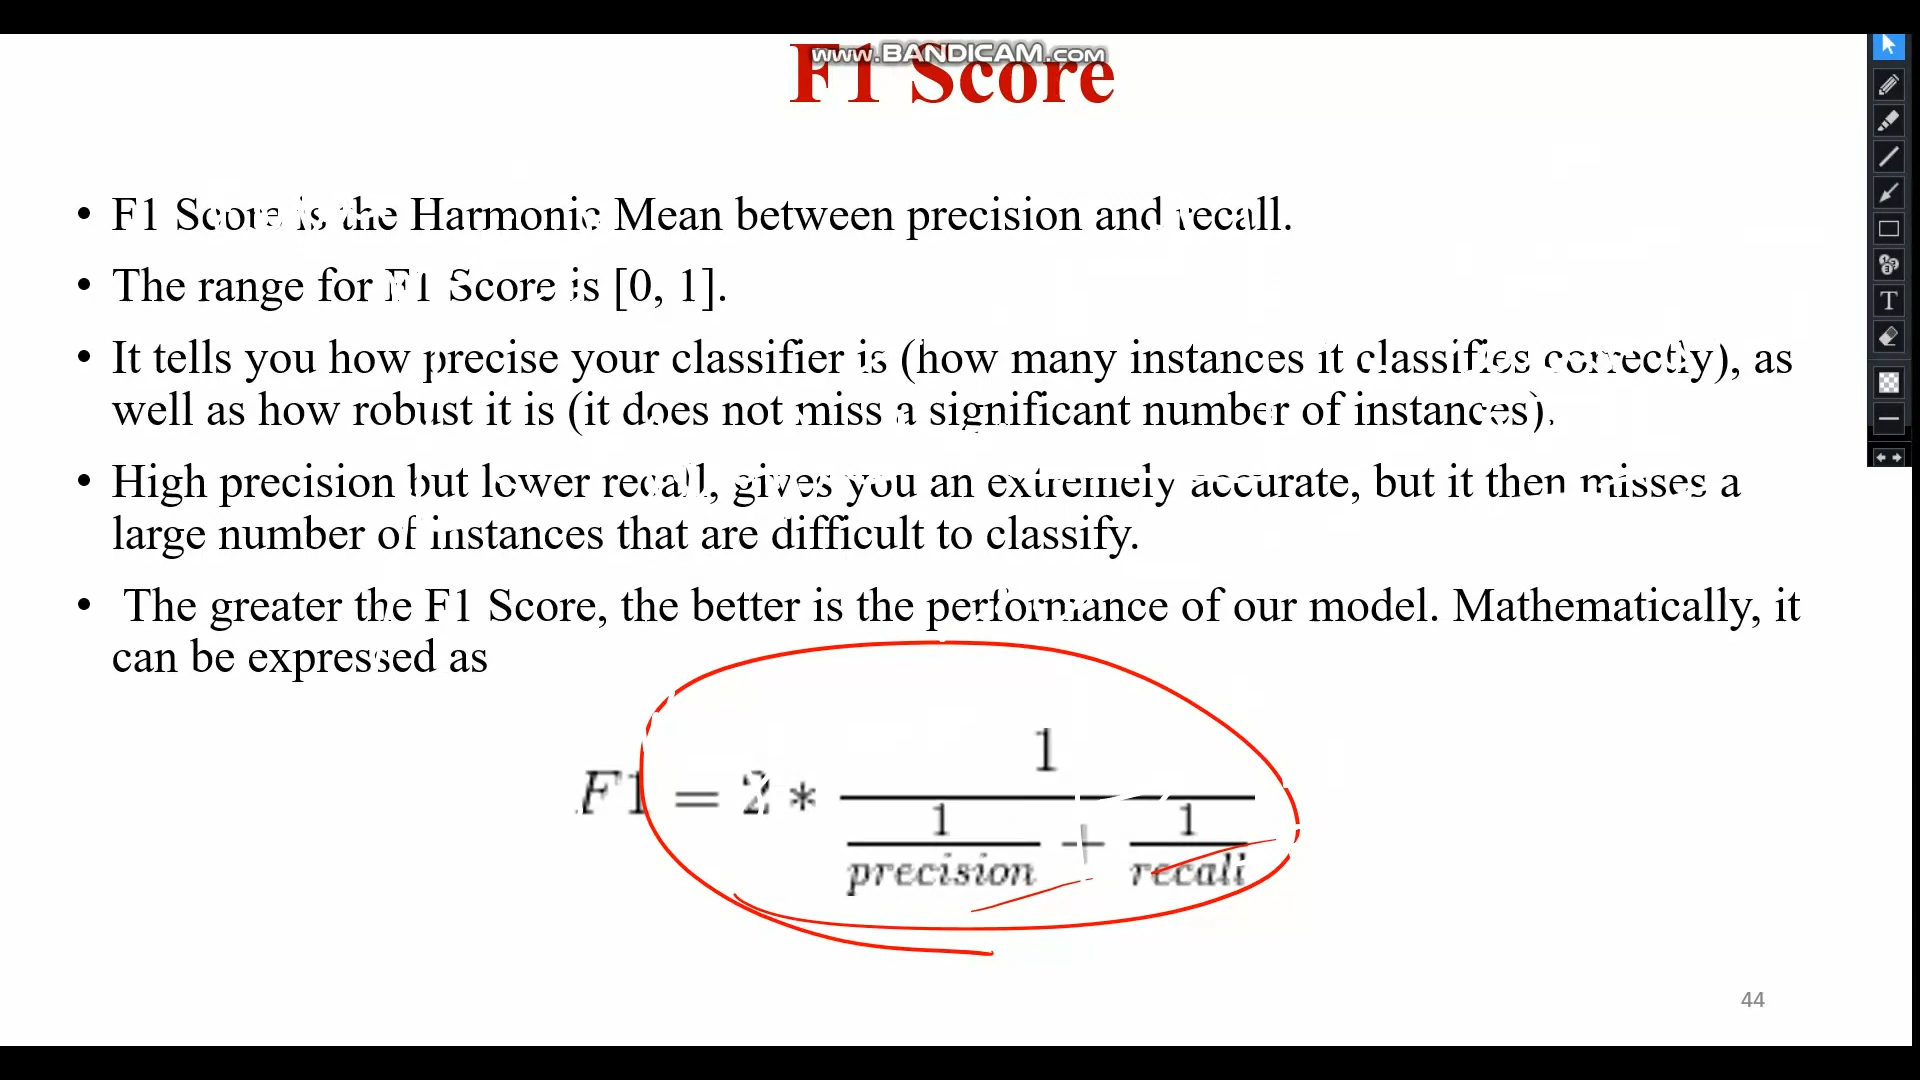 www.BANDICAM.com
F1 Score
• F1 Score is the Harmonic Mean between precision and recall.
• The range for F1 Score is [0, 1].
• It tells you how precise your classifier is (how many instances it classifies correctly), as
well as how robust it is (it does not miss a significant number of instances).
• High precision but lower recall, gives you an extremely accurate, but it then misses a
large number of instances that are difficult to classify.
• The greater the F1 Score, the better is the performance of our model. Mathematically, it
can be expressed as
1
F1 = 2 *
1 1
precision + recall
44